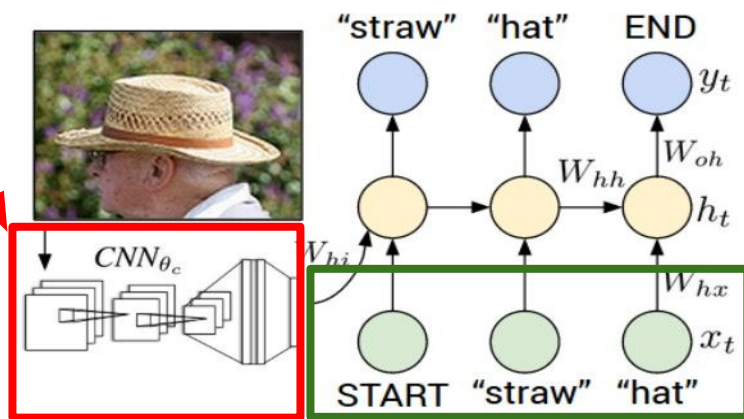 “straw” “hat” END
y_t
W_oh
W_hh
h_t
CNN_θc
W_hi
W_hx
x_t
START “straw” “hat”